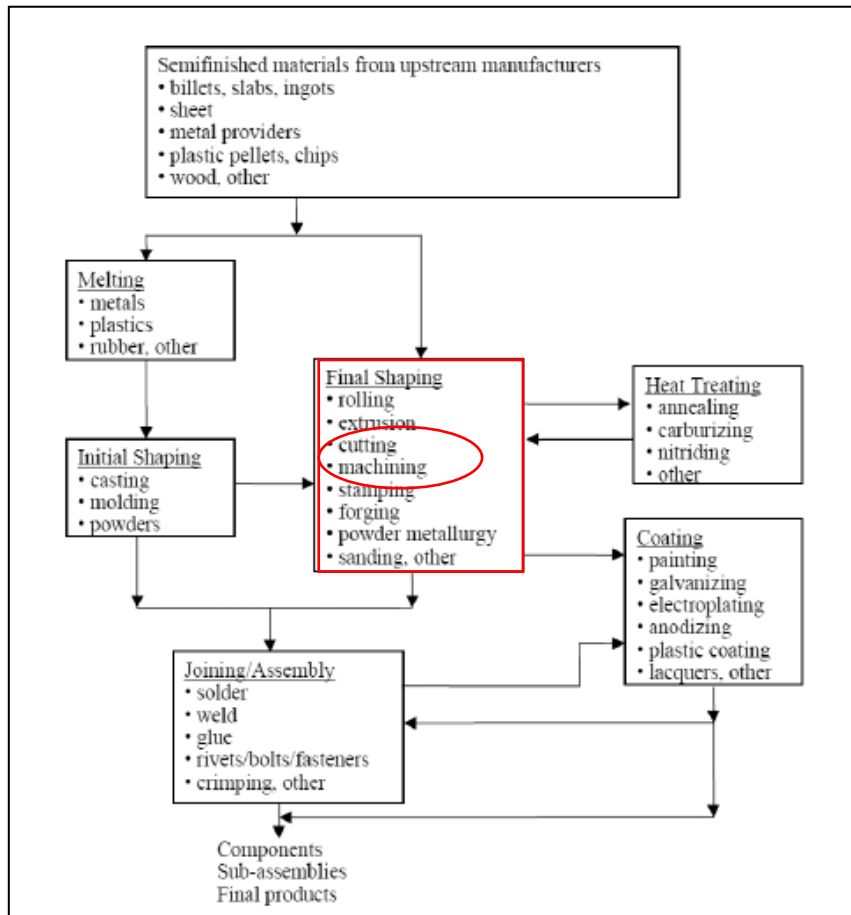 Semifinished materials from upstream manufacturers
• billets, slabs, ingots
• sheet
• metal providers
• plastic pellets, chips
• wood, other
Melting
• metals
• plastics
• rubber, other
Final Shaping
• rolling
• extrusion
• cutting
• machining
• stamping
• forging
• powder metallurgy
• sanding, other
Heat Treating
• annealing
• carburizing
• nitriding
• other
Initial Shaping
• casting
• molding
• powders
Coating
• painting
• galvanizing
• electroplating
• anodizing
• plastic coating
• lacquers, other
Joining/Assembly
• solder
• weld
• glue
• rivets/bolts/fasteners
• crimping, other
Components
Sub-assemblies
Final products